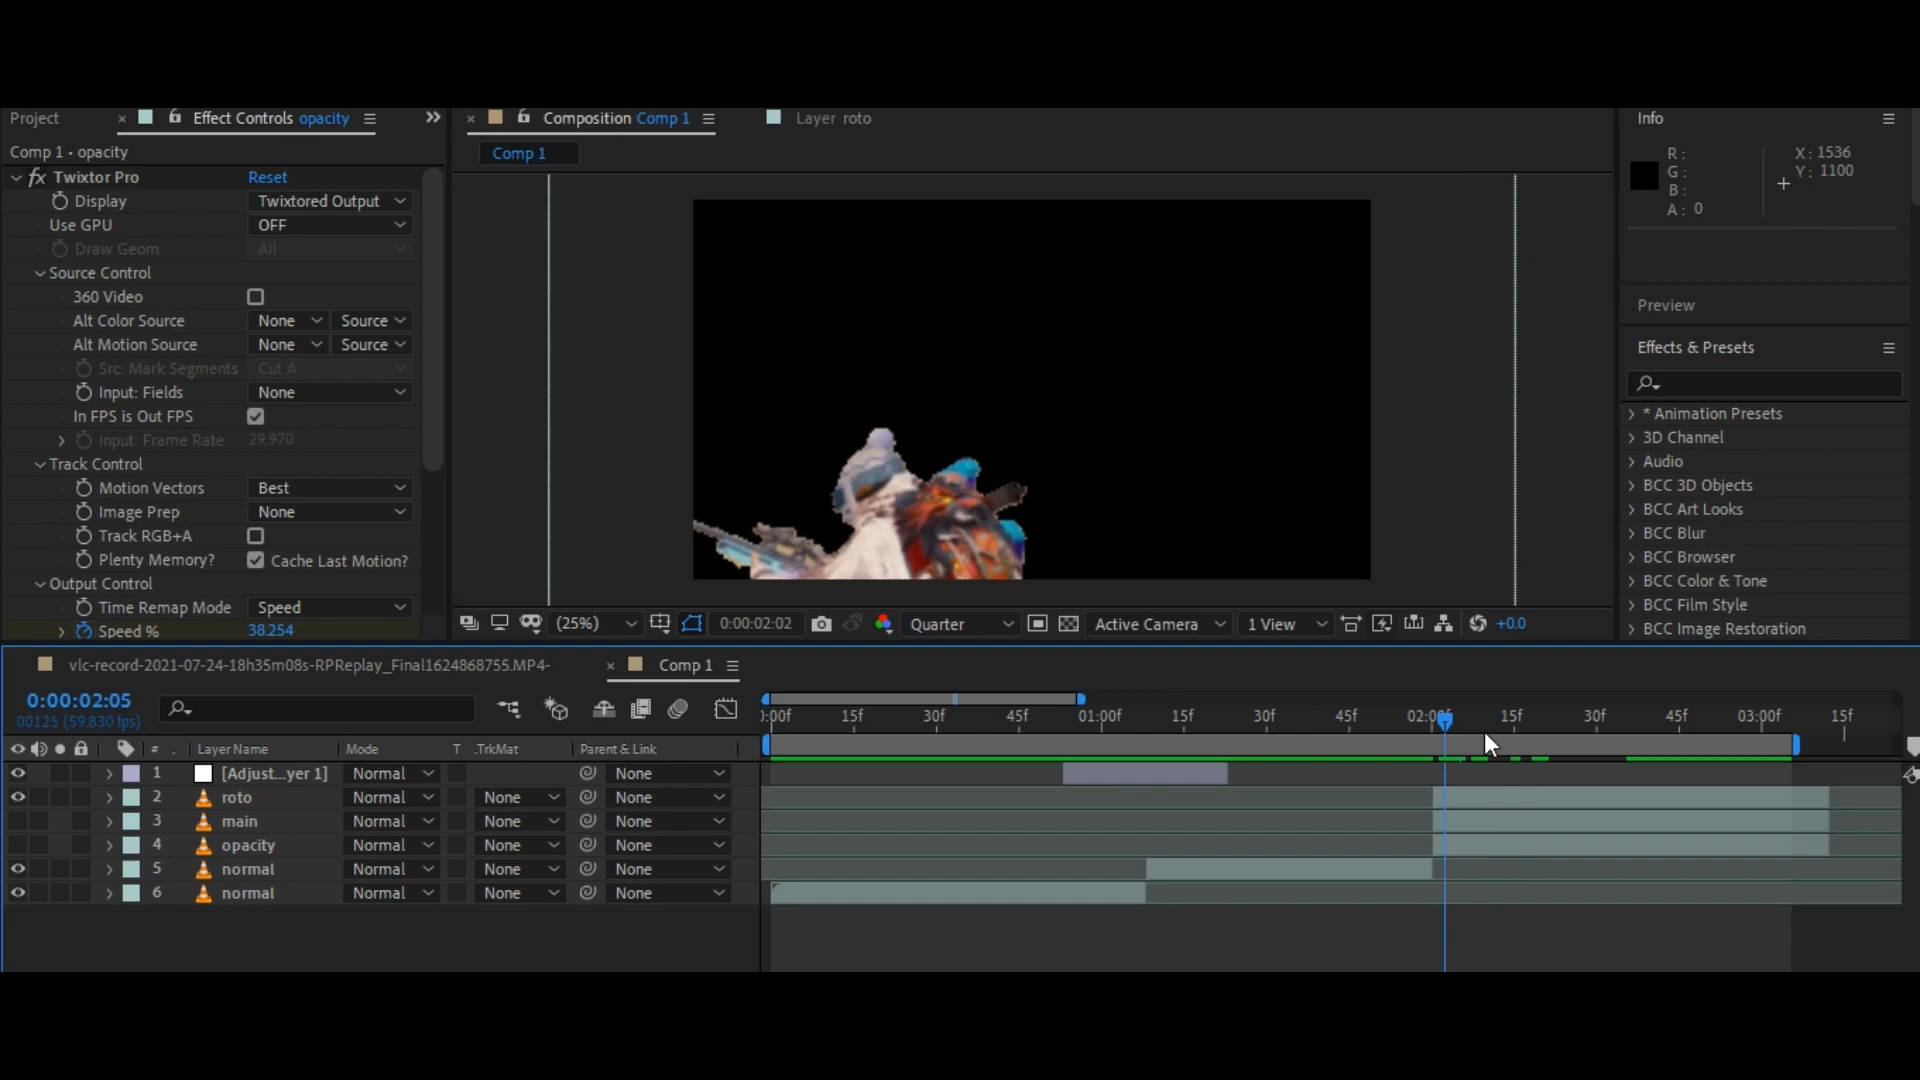 Project
Effect Controls opacity
Composition Comp 1
Layer roto
Info
Comp 1 • opacity
Comp 1
R:
G:
B:
A: 0
X: 1536
Y: 1100
fx Twixtor Pro Reset
Display Twixtored Output
Use GPU OFF
Draw Geom All
Source Control
360 Video
Alt Color Source None Source
Alt Motion Source None Source
Src: Mark Segments Cut A
Input: Fields None
In FPS is Out FPS
Input: Frame Rate 29.970
Track Control
Motion Vectors Best
Image Prep None
Track RGB+A
Plenty Memory? Cache Last Motion?
Output Control
Time Remap Mode Speed
Speed % 38.254
Preview
Effects & Presets
* Animation Presets
3D Channel
Audio
BCC 3D Objects
BCC Art Looks
BCC Blur
BCC Browser
BCC Color & Tone
BCC Film Style
BCC Image Restoration
(25%) 0:00:02:02 Quarter Active Camera 1 View +0.0
vlc-record-2021-07-24-18h35m08s-RPReplay_Final1624868755.MP4-
Comp 1
0:00:02:05
00125 (59.830 fps)
:00f 15f 30f 45f 01:00f 15f 30f 45f 02:00f 15f 30f 45f 03:00f 15f
# . Layer Name Mode T .TrkMat Parent & Link
1 [Adjust...yer 1] Normal None
2 roto Normal None None
3 main Normal None None
4 opacity Normal None None
5 normal Normal None None
6 normal Normal None None